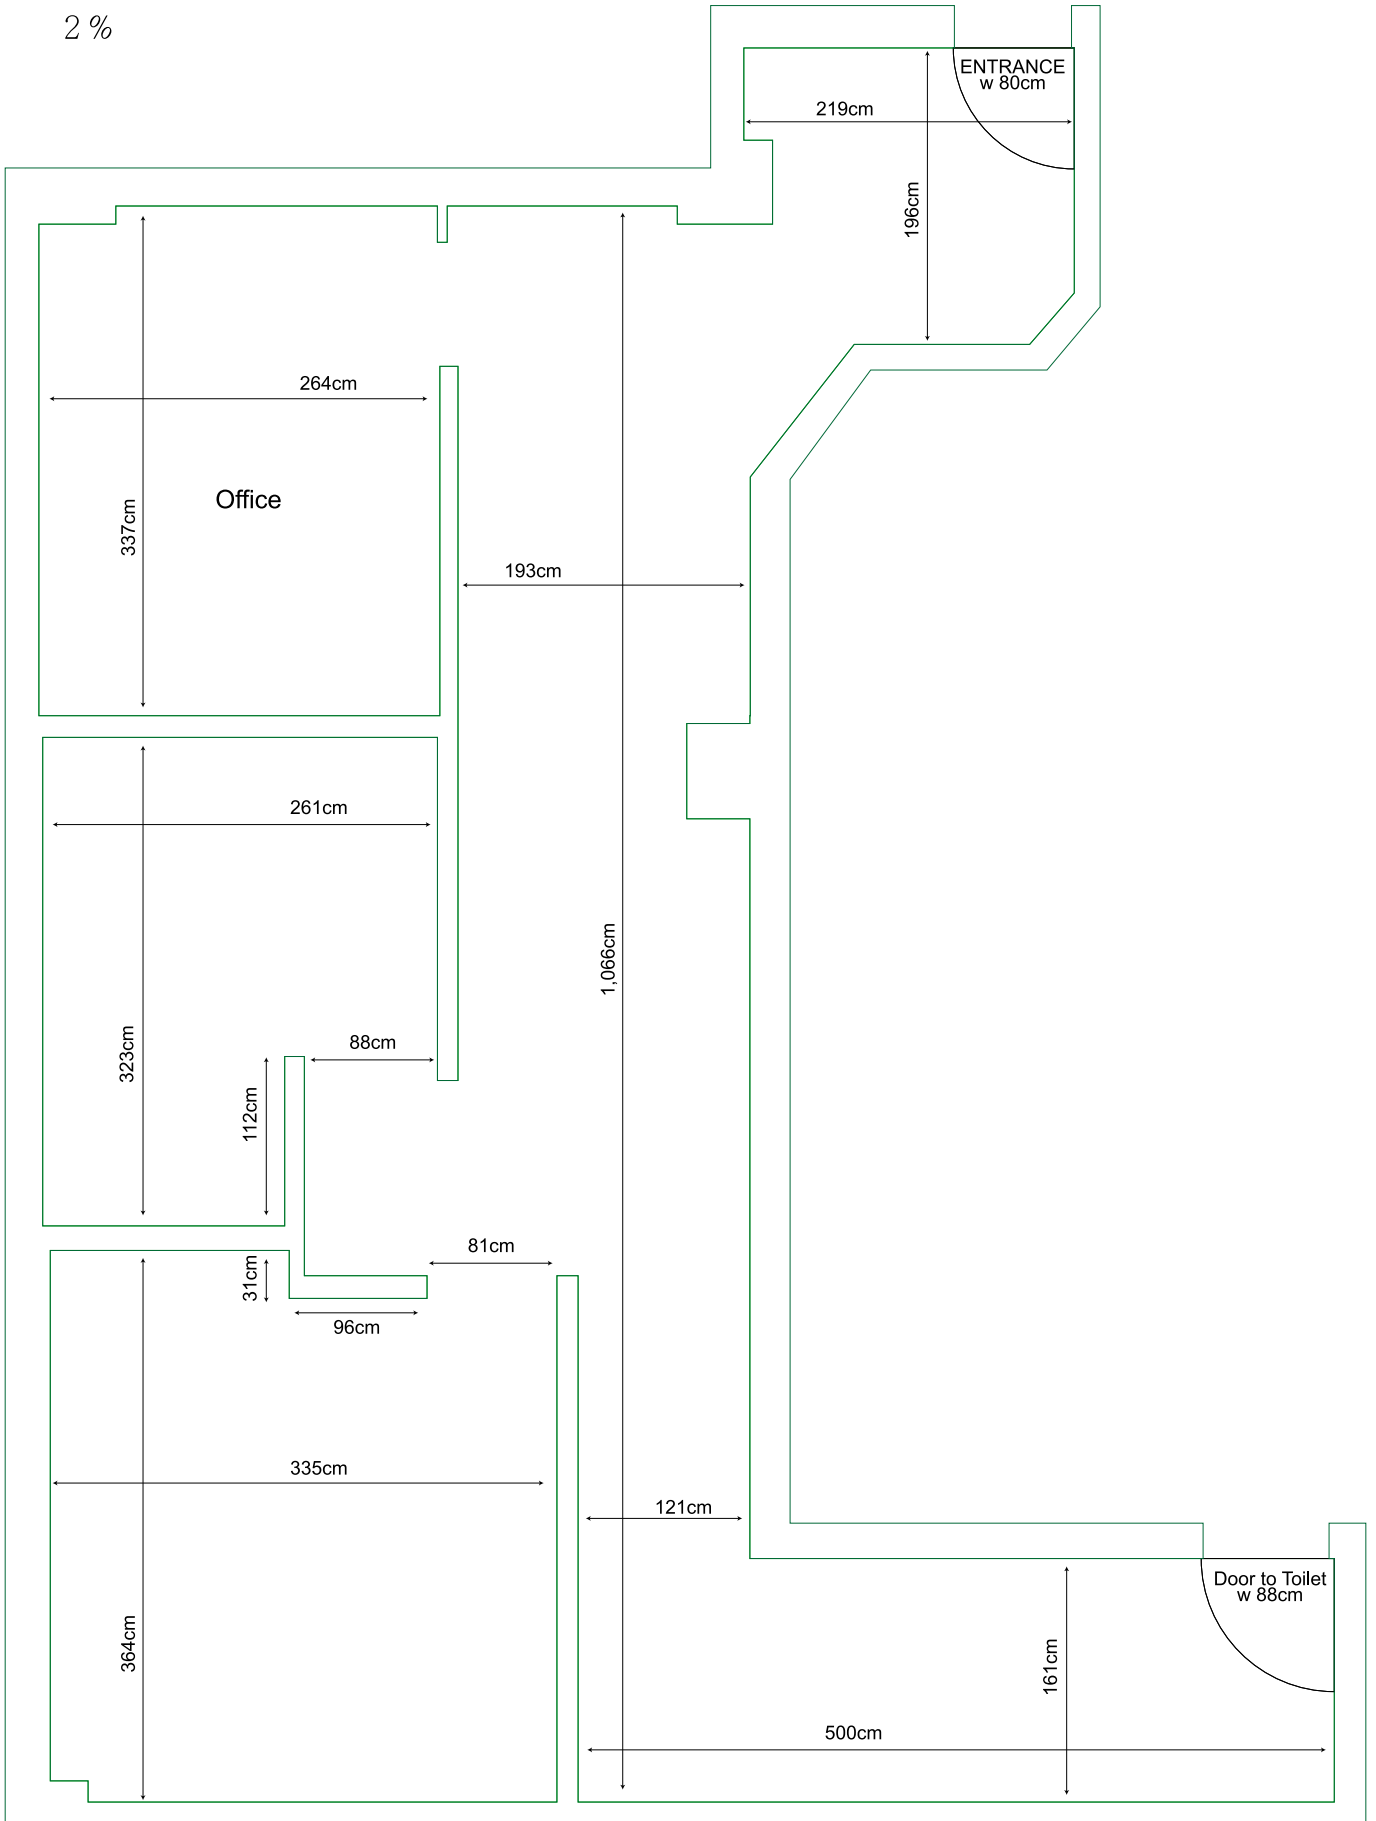 2 %
ENTRANCE
w 80cm
219cm
196cm
264cm
Office
337cm
193cm
261cm
1,066cm
323cm
88cm
112cm
81cm
31cm
96cm
335cm
121cm
364cm
Door to Toilet
w 88cm
161cm
500cm